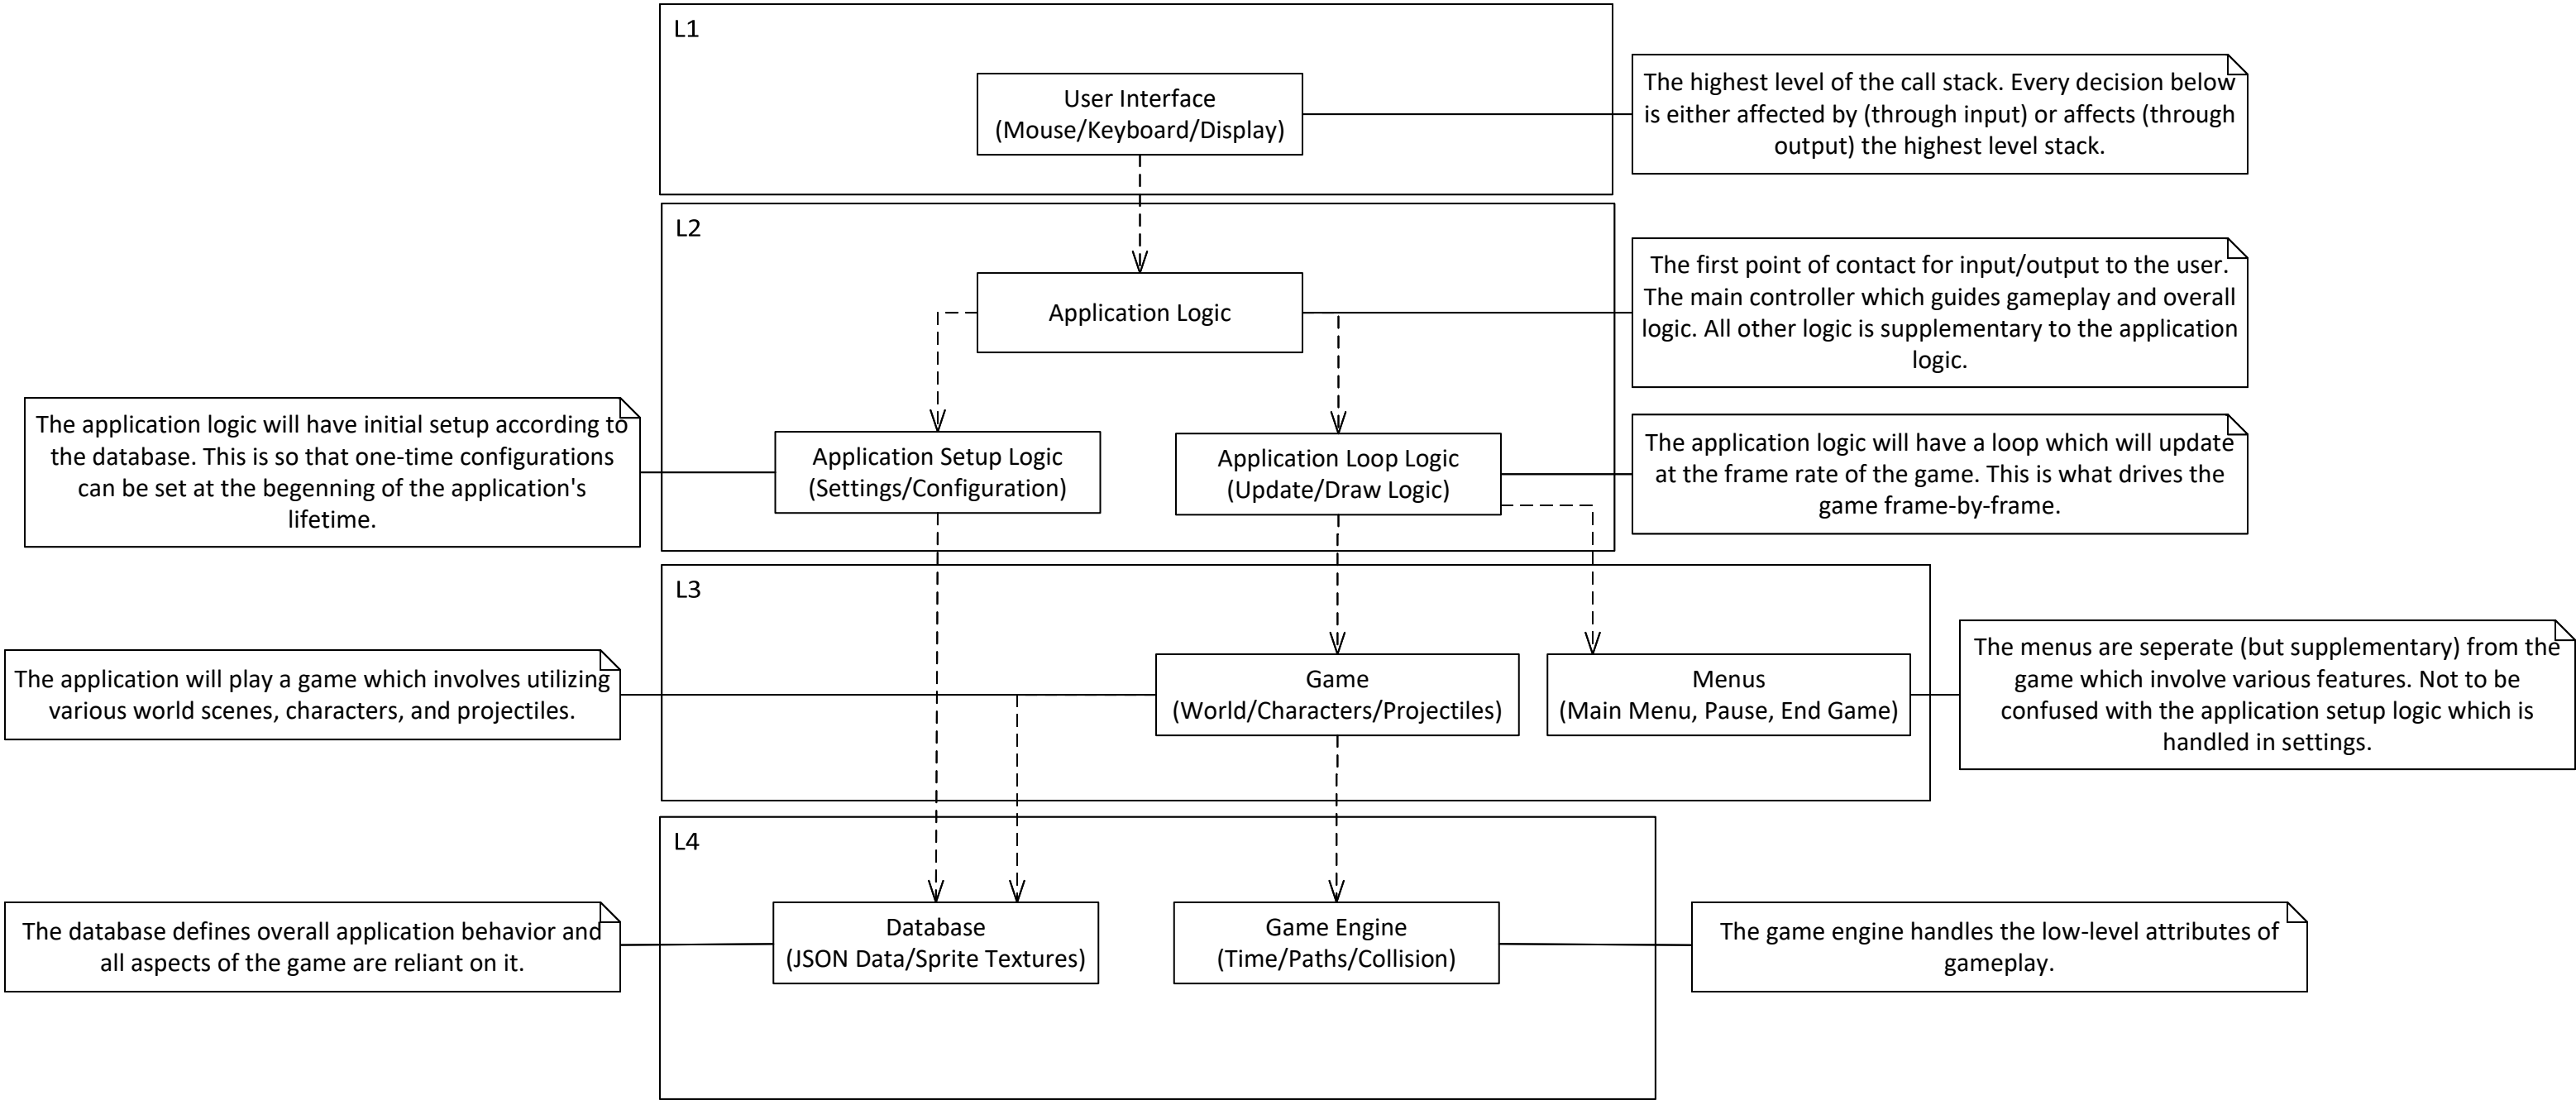 L1
User Interface
(Mouse/Keyboard/Display)
The highest level of the call stack. Every decision below
is either affected by (through input) or affects (through
output) the highest level stack.
L2
Application Logic
The first point of contact for input/output to the user.
The main controller which guides gameplay and overall
logic. All other logic is supplementary to the application
logic.
The application logic will have initial setup according to
the database. This is so that one-time configurations
can be set at the begenning of the application's
lifetime.
Application Setup Logic
(Settings/Configuration)
Application Loop Logic
(Update/Draw Logic)
The application logic will have a loop which will update
at the frame rate of the game. This is what drives the
game frame-by-frame.
L3
The application will play a game which involves utilizing
various world scenes, characters, and projectiles.
Game
(World/Characters/Projectiles)
Menus
(Main Menu, Pause, End Game)
The menus are seperate (but supplementary) from the
game which involve various features. Not to be
confused with the application setup logic which is
handled in settings.
L4
The database defines overall application behavior and
all aspects of the game are reliant on it.
Database
(JSON Data/Sprite Textures)
Game Engine
(Time/Paths/Collision)
The game engine handles the low-level attributes of
gameplay.